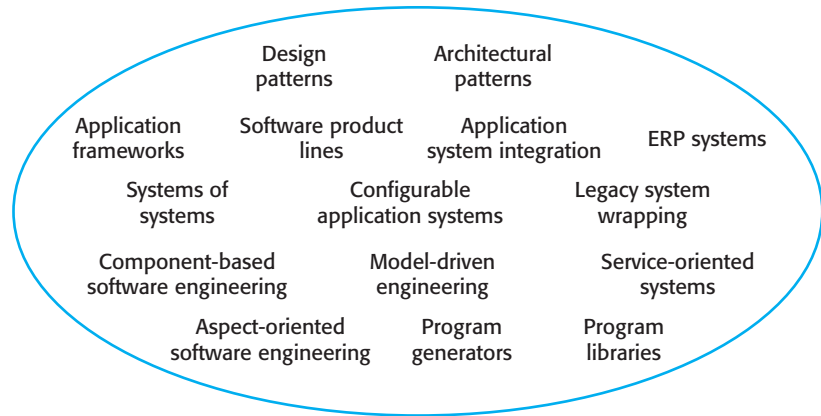 Design
patterns
Architectural
patterns
Application
frameworks
Software product
lines
Application
system integration
ERP systems
Systems of
systems
Configurable
application systems
Legacy system
wrapping
Component-based
software engineering
Model-driven
engineering
Service-oriented
systems
Aspect-oriented
software engineering
Program
generators
Program
libraries